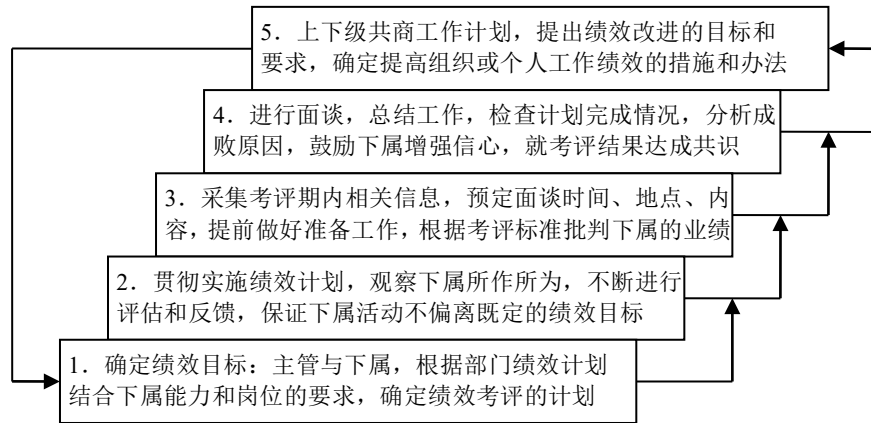 5．上下级共商工作计划，提出绩效改进的目标和
要求，确定提高组织或个人工作绩效的措施和办法
4．进行面谈，总结工作，检查计划完成情况，分析成
败原因，鼓励下属增强信心，就考评结果达成共识
3．采集考评期内相关信息，预定面谈时间、地点、内
容，提前做好准备工作，根据考评标准批判下属的业绩
2．贯彻实施绩效计划，观察下属所作所为，不断进行
评估和反馈，保证下属活动不偏离既定的绩效目标
1．确定绩效目标：主管与下属，根据部门绩效计划
结合下属能力和岗位的要求，确定绩效考评的计划